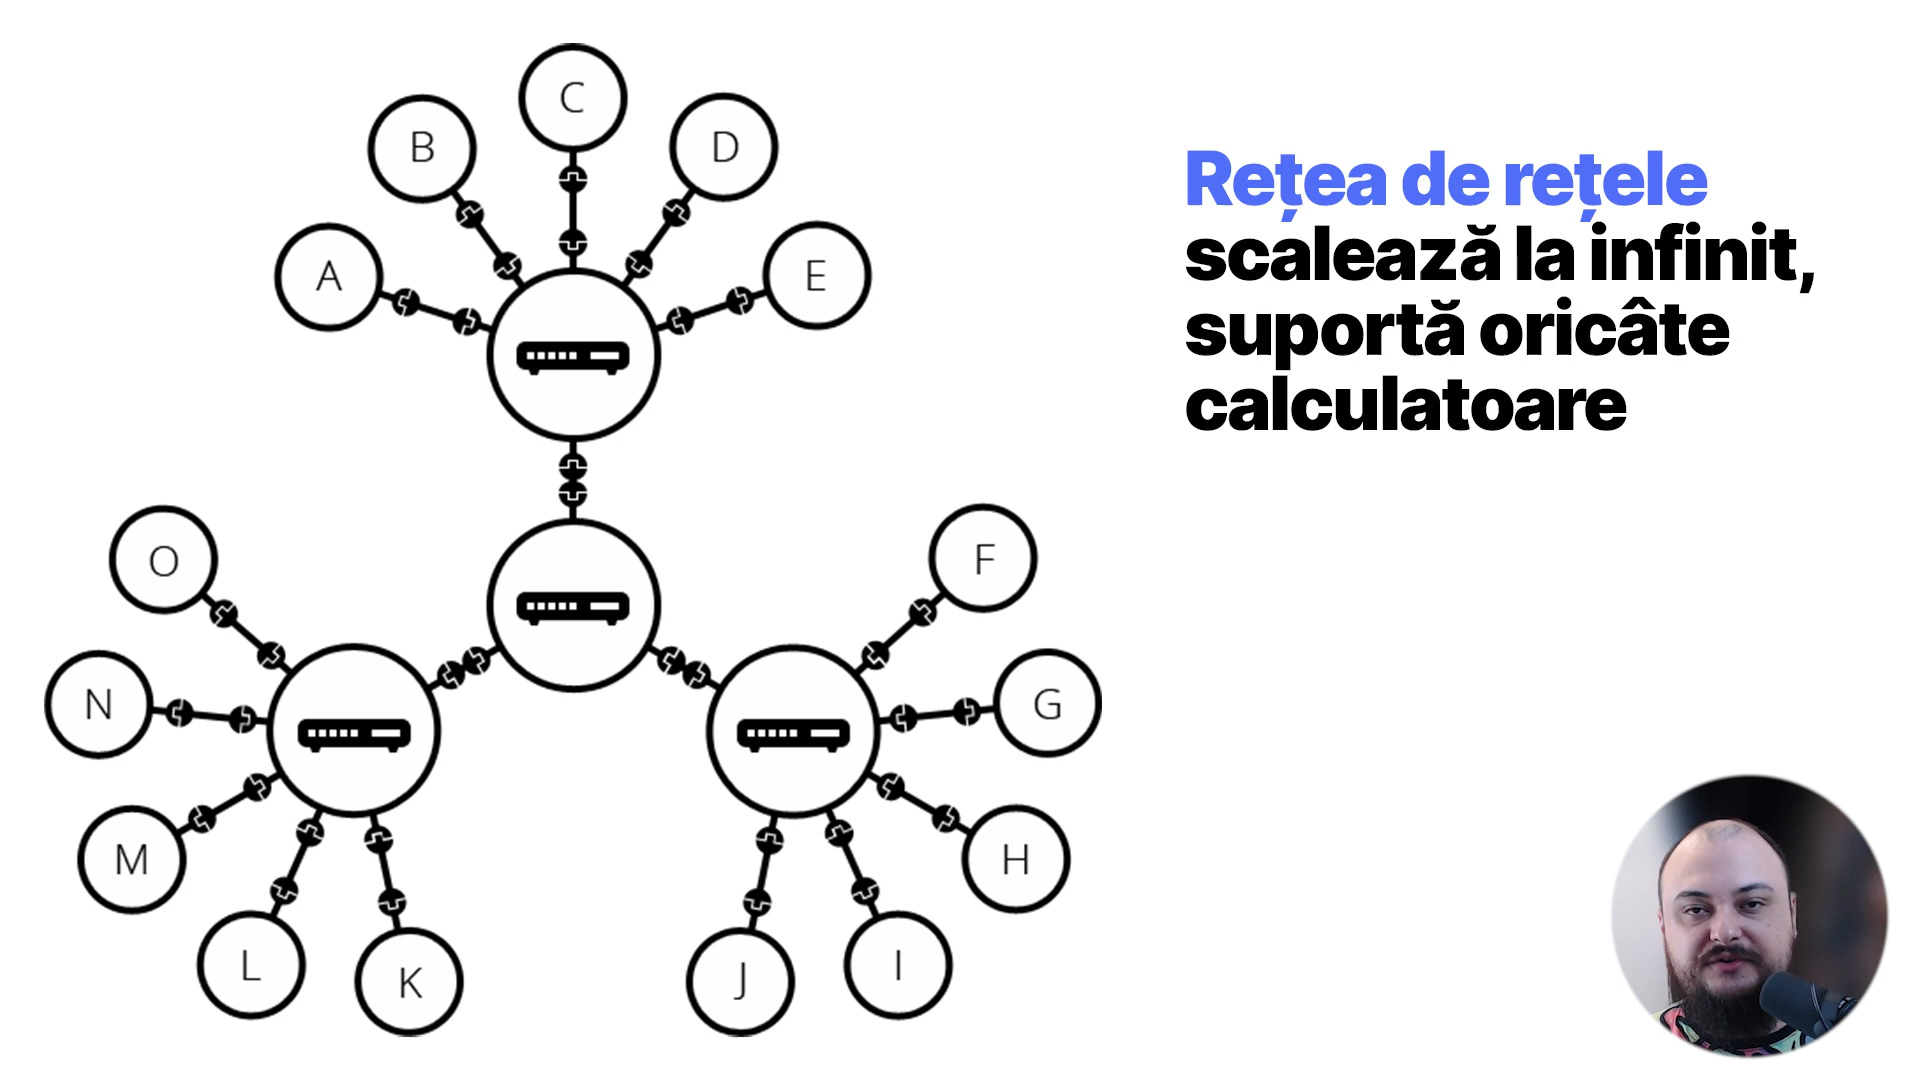 C
B
D
A
E
O
F
N
G
M
H
L
K
J
I
Rețea de rețele
scalează la infinit,
suportă oricâte
calculatoare